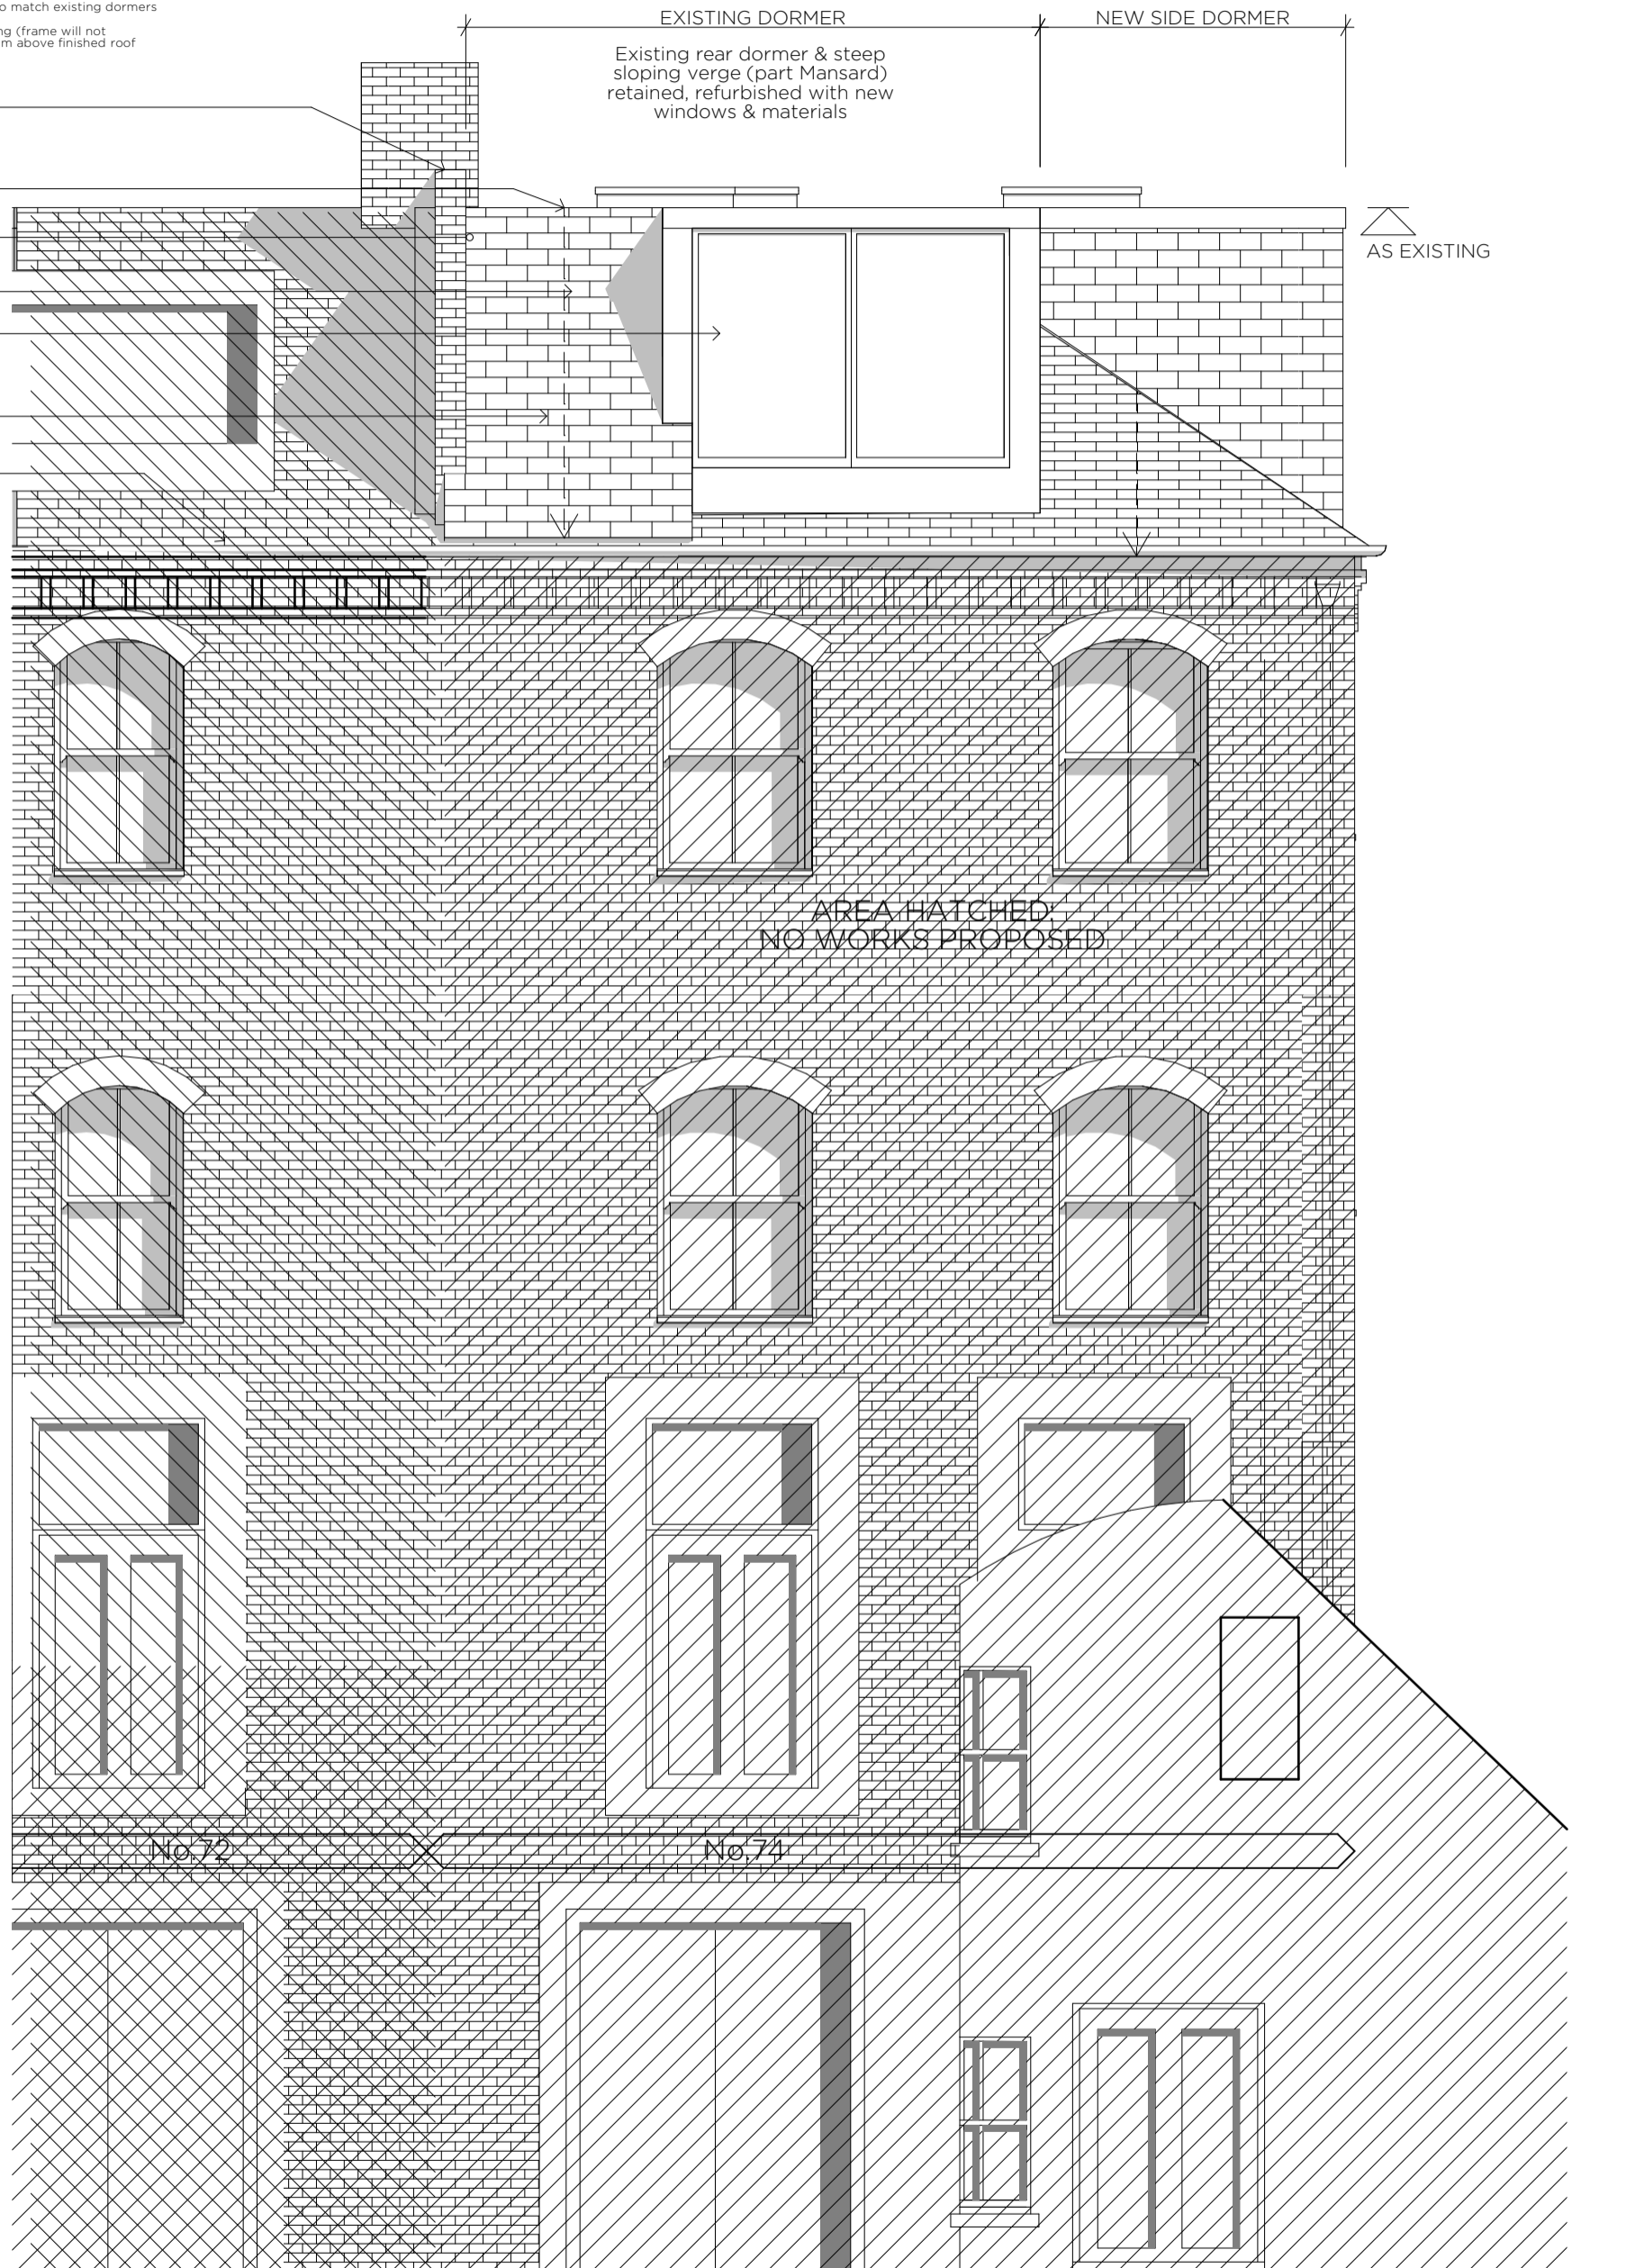 o match existing dormers
ng (frame will not
m above finished roof
EXISTING DORMER
NEW SIDE DORMER
Existing rear dormer & steep
sloping verge (part Mansard)
retained, refurbished with new
windows & materials
AS EXISTING
AREA HATCHED:
NO WORKS PROPOSED
No.72
No.74